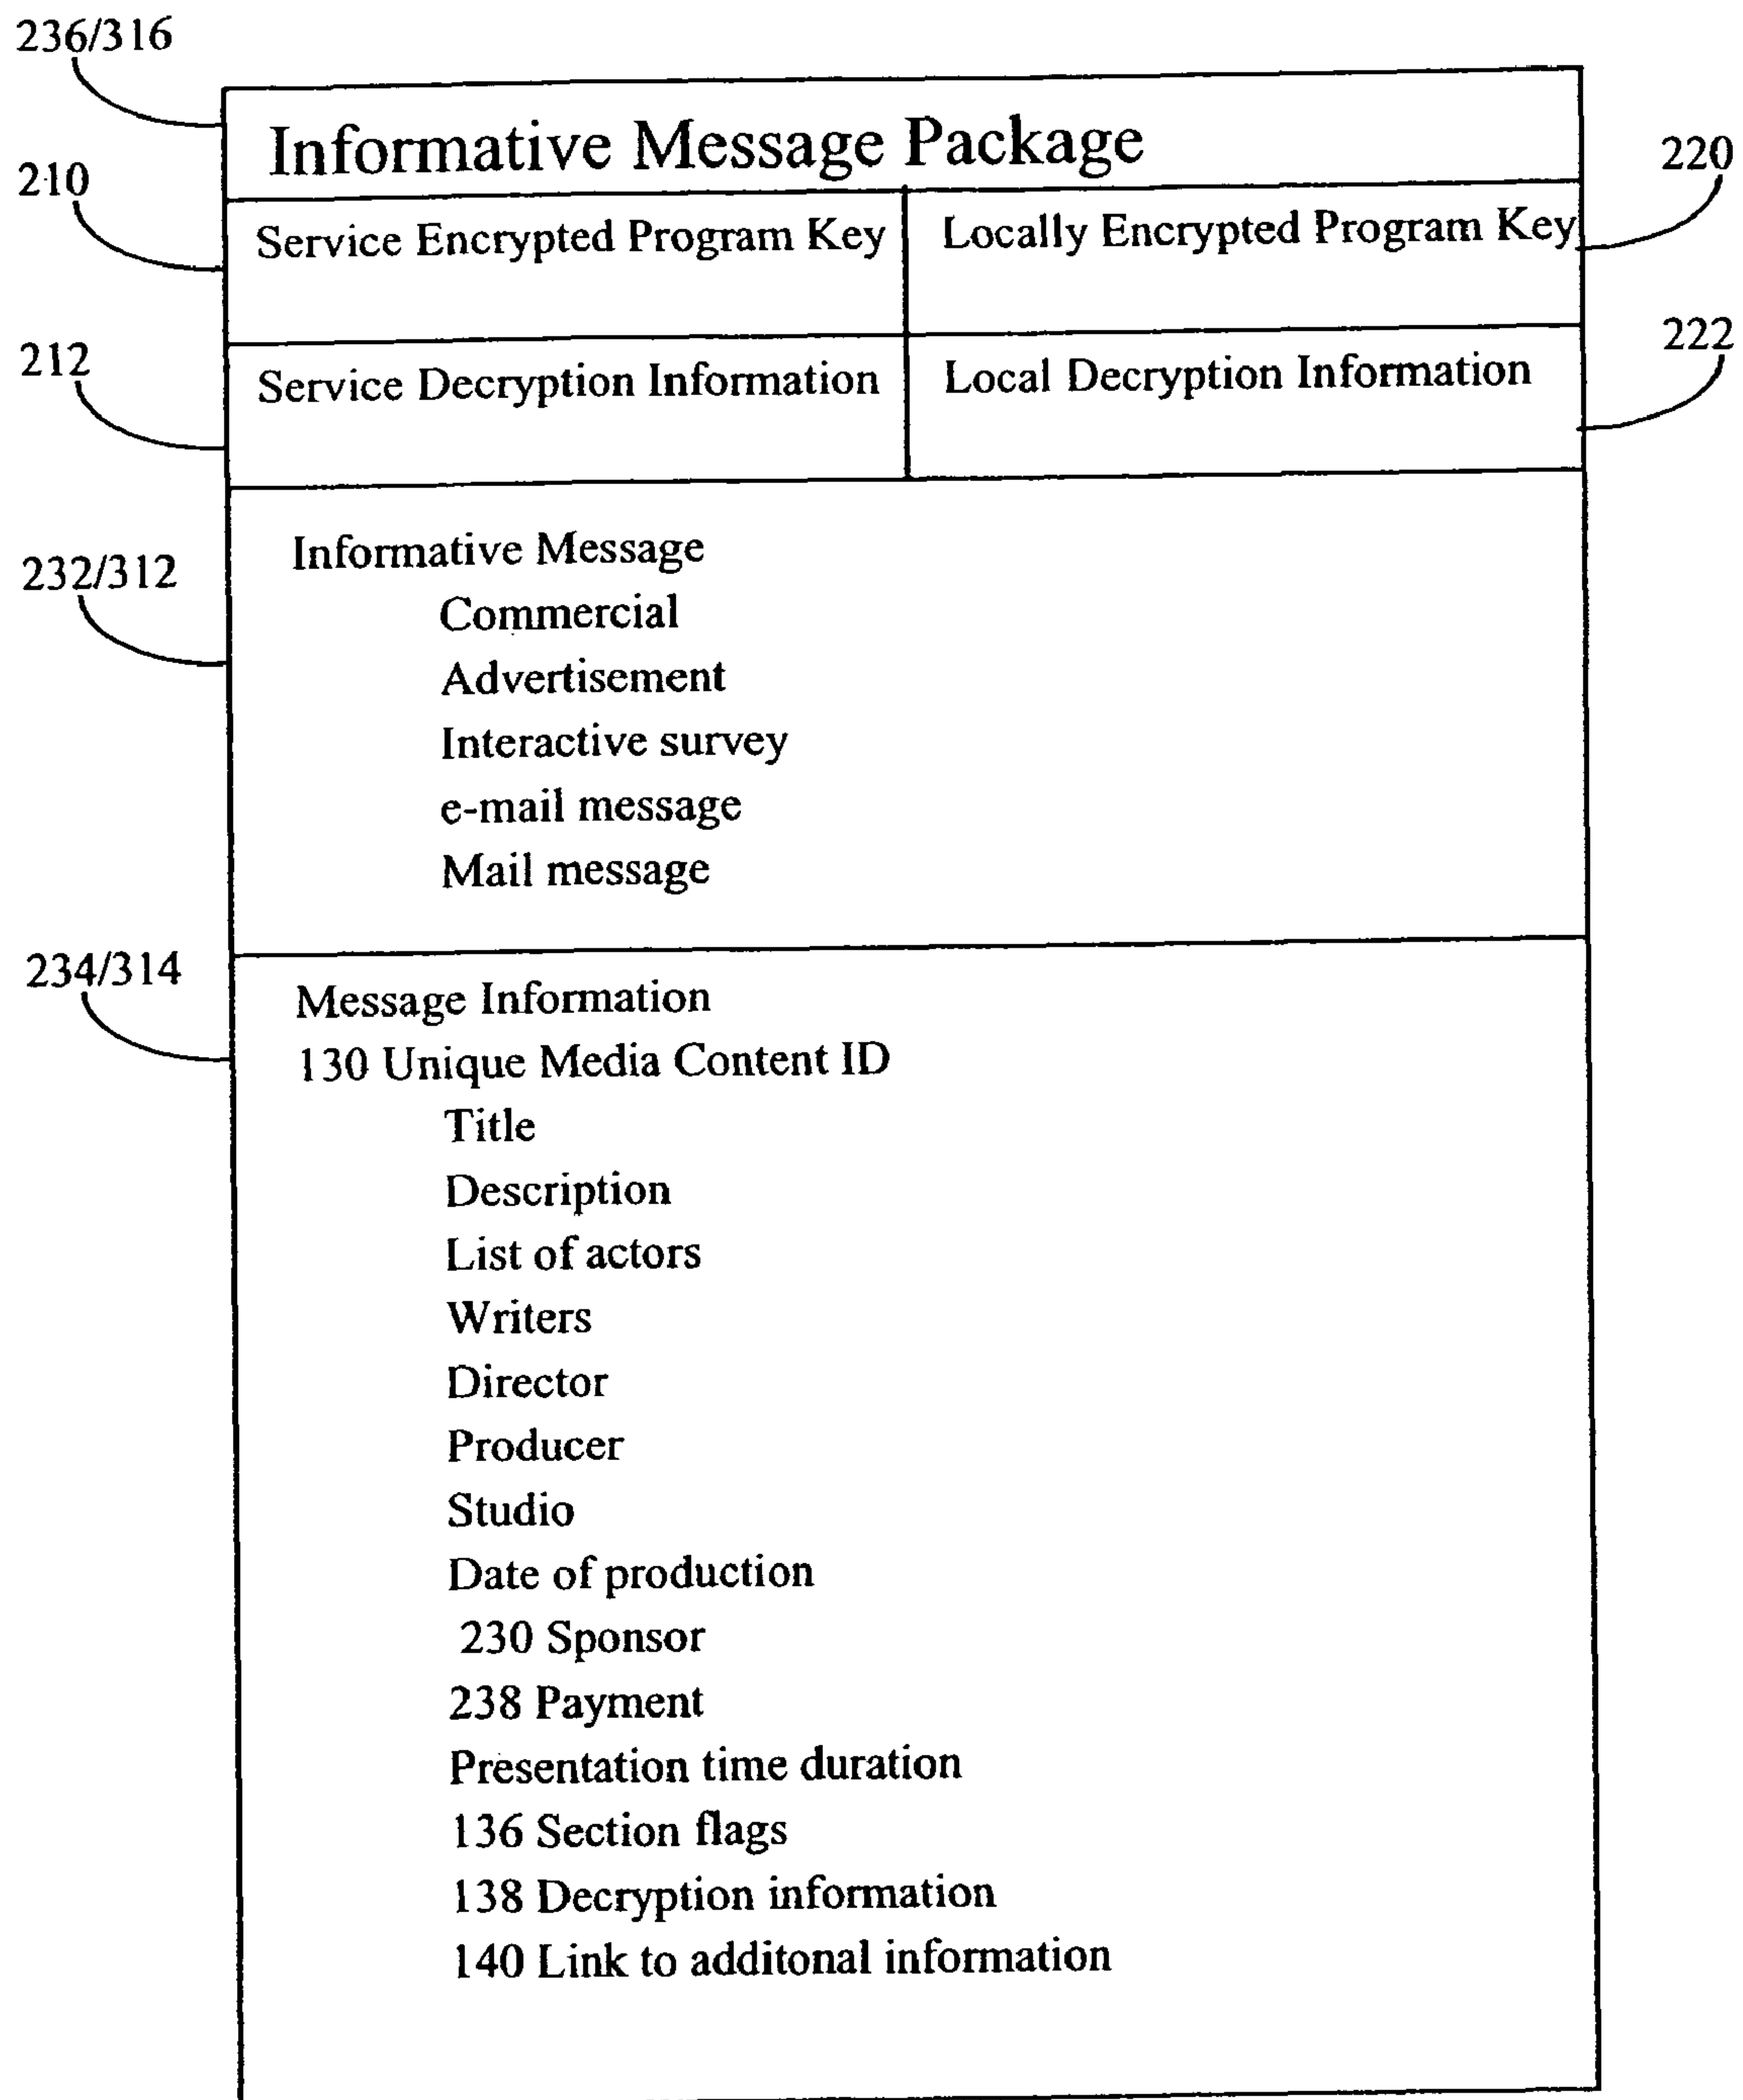 236/316
Informative Message Package
210
220
Service Encrypted Program Key
Locally Encrypted Program Key
212
222
Service Decryption Information
Local Decryption Information
232/312
Informative Message
Commercial
Advertisement
Interactive survey
e-mail message
Mail message
234/314
Message Information
130 Unique Media Content ID
Title
Description
List of actors
Writers
Director
Producer
Studio
Date of production
230 Sponsor
238 Payment
Presentation time duration
136 Section flags
138 Decryption information
140 Link to additonal information